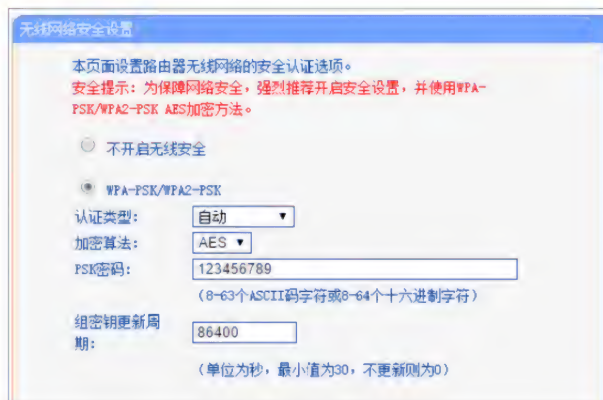 无线网络安全设置
本页面设置路由器无线网络的安全认证选项。
安全提示：为保障网络安全，强烈推荐开启安全设置，并使用WPA-
PSK/WPA2-PSK AES加密方法。
不开启无线安全
WPA-PSK/WPA2-PSK
认证类型： 自动
加密算法： AES
PSK密码： 123456789
（8-63个ASCII码字符或8-64个十六进制字符）
组密钥更新周
期： 86400
（单位为秒，最小值为30，不更新则为0）